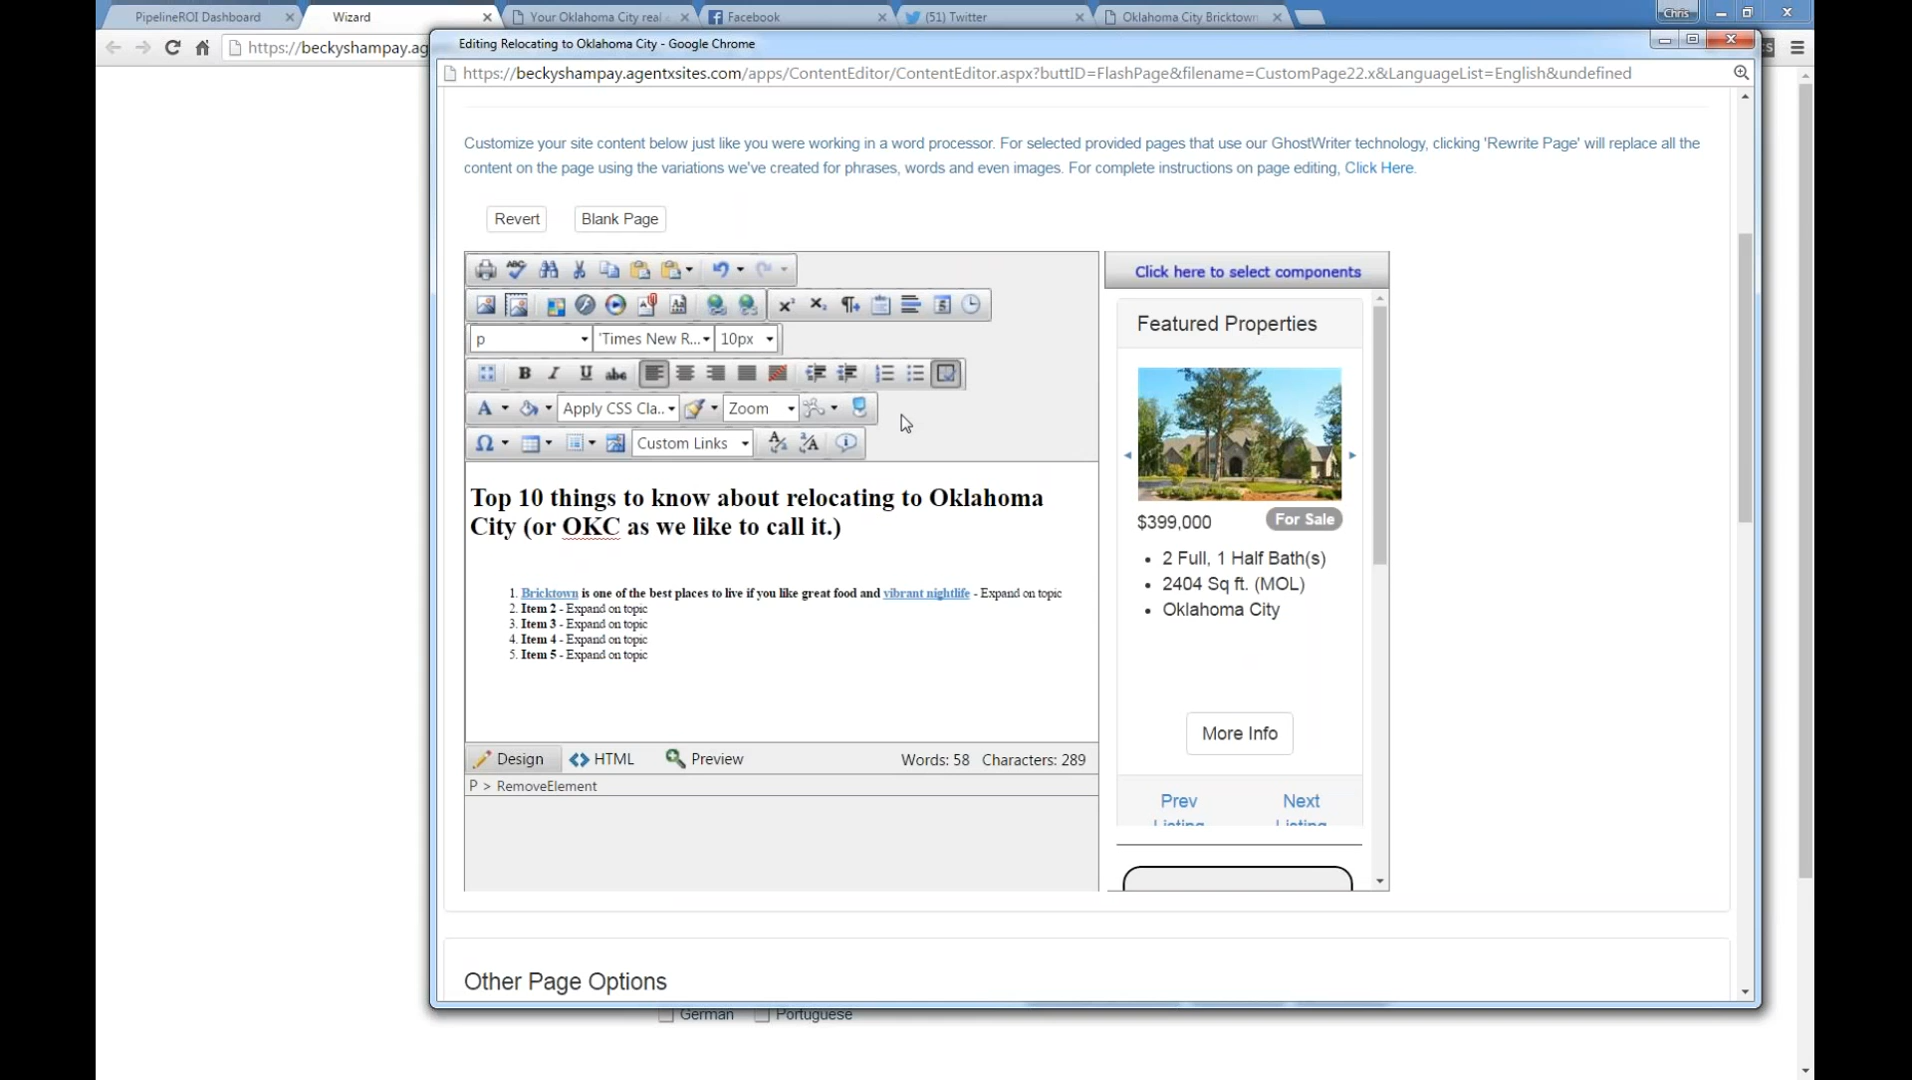 PipelineROI Dashboard
Wizard
Your Oklahoma City real
Facebook
(51) Twitter
Oklahoma City Bricktown
Chris
https://beckyshampay.ag
Editing Relocating to Oklahoma City - Google Chrome
https://beckyshampay.agentxsites.com/apps/ContentEditor/ContentEditor.aspx?buttID=FlashPage&filename=CustomPage22.x&LanguageList=English&undefined
Customize your site content below just like you were working in a word processor. For selected provided pages that use our GhostWriter technology, clicking 'Rewrite Page' will replace all the
content on the page using the variations we've created for phrases, words and even images. For complete instructions on page editing, Click Here.
Revert
Blank Page
Click here to select components
p
'Times New R...
10px
Apply CSS Cla..
Zoom
Custom Links
Top 10 things to know about relocating to Oklahoma
City (or OKC as we like to call it.)
1. Bricktown is one of the best places to live if you like great food and vibrant nightlife - Expand on topic
2. Item 2 - Expand on topic
3. Item 3 - Expand on topic
4. Item 4 - Expand on topic
5. Item 5 - Expand on topic
Design
HTML
Preview
Words: 58 Characters: 289
P > RemoveElement
Featured Properties
$399,000
For Sale
• 2 Full, 1 Half Bath(s)
• 2404 Sq ft. (MOL)
• Oklahoma City
More Info
Prev
Listing
Next
Listing
Other Page Options
German
Portuguese